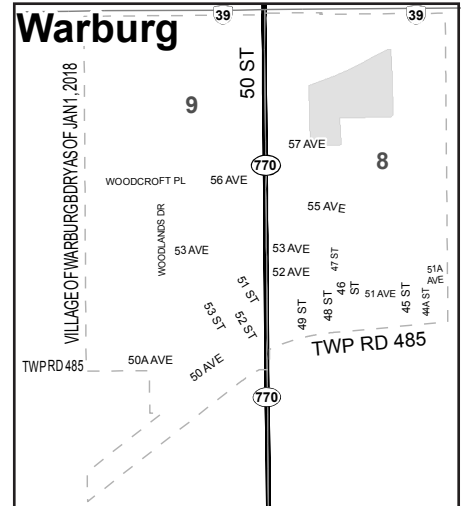 Warburg
39
39
50 ST
VILLAGE OF WARBURG BDRY AS OF JAN 1, 2018
9
57 AVE
770
8
WOODCROFT PL
56 AVE
55 AVE
WOODLANDS DR
53 AVE
53 AVE
47 ST
52 AVE
51A
AVE
51 ST
46
ST
51 AVE
45 ST
44A ST
53 ST
52 ST
49 ST
48 ST
TWP RD 485
TWP RD 485
50A AVE
50 AVE
770